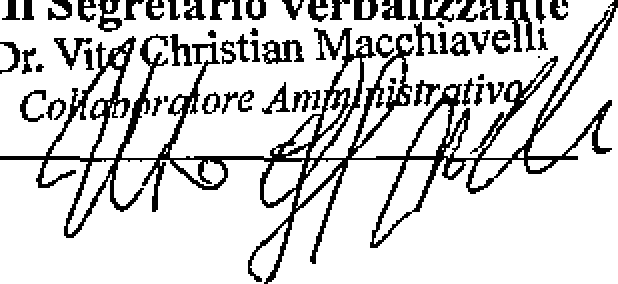 Il Segretario Verbalizzante
Dr. Vito Christian Macchiavelli
Collaboratore Amministrativo